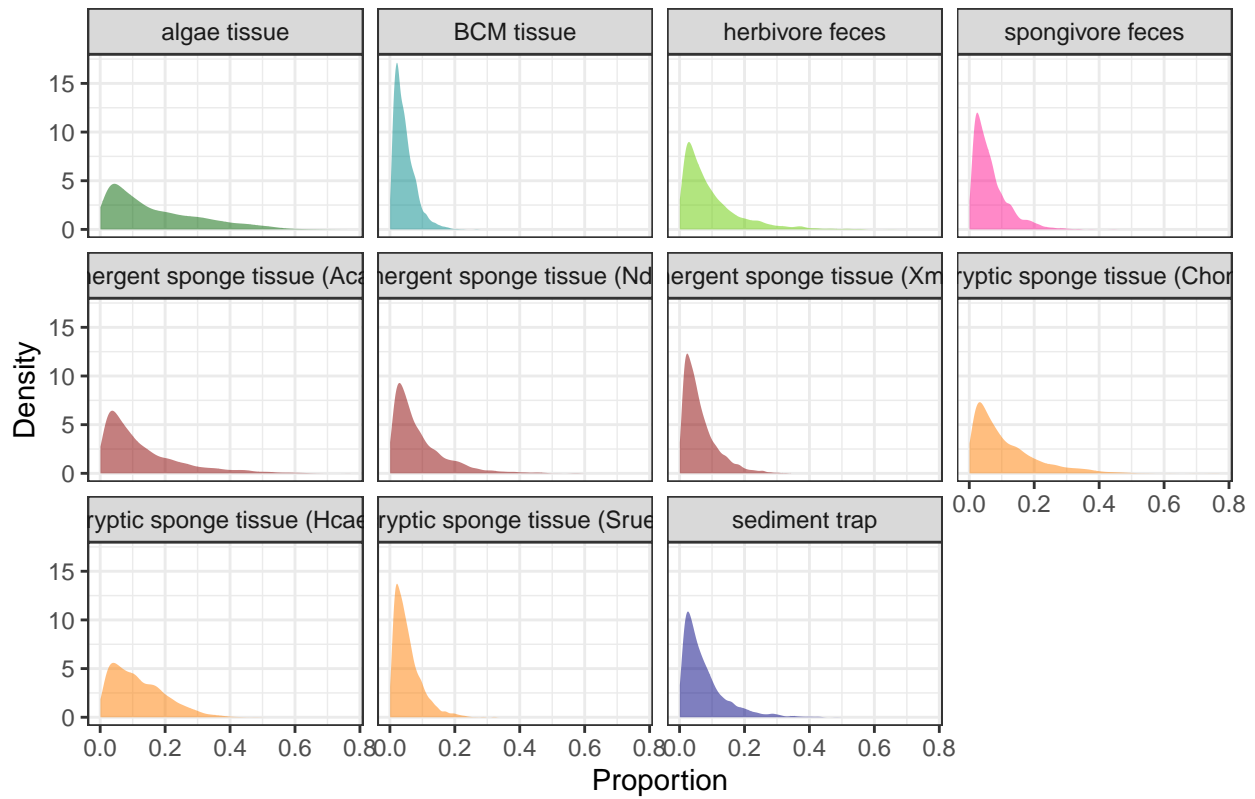 algae tissue
BCM tissue
herbivore feces
spongivore feces
15
10
5
0
nergent sponge tissue (Aca
nergent sponge tissue (Nd
nergent sponge tissue (Xm
ryptic sponge tissue (Chon
15
10
5
0
0.0 0.2 0.4 0.6 0.8
ryptic sponge tissue (Hcae
ryptic sponge tissue (Srue
sediment trap
15
10
5
0
0.0 0.2 0.4 0.6 0.8
0.0 0.2 0.4 0.6 0.8
0.0 0.2 0.4 0.6 0.8
Density
Proportion